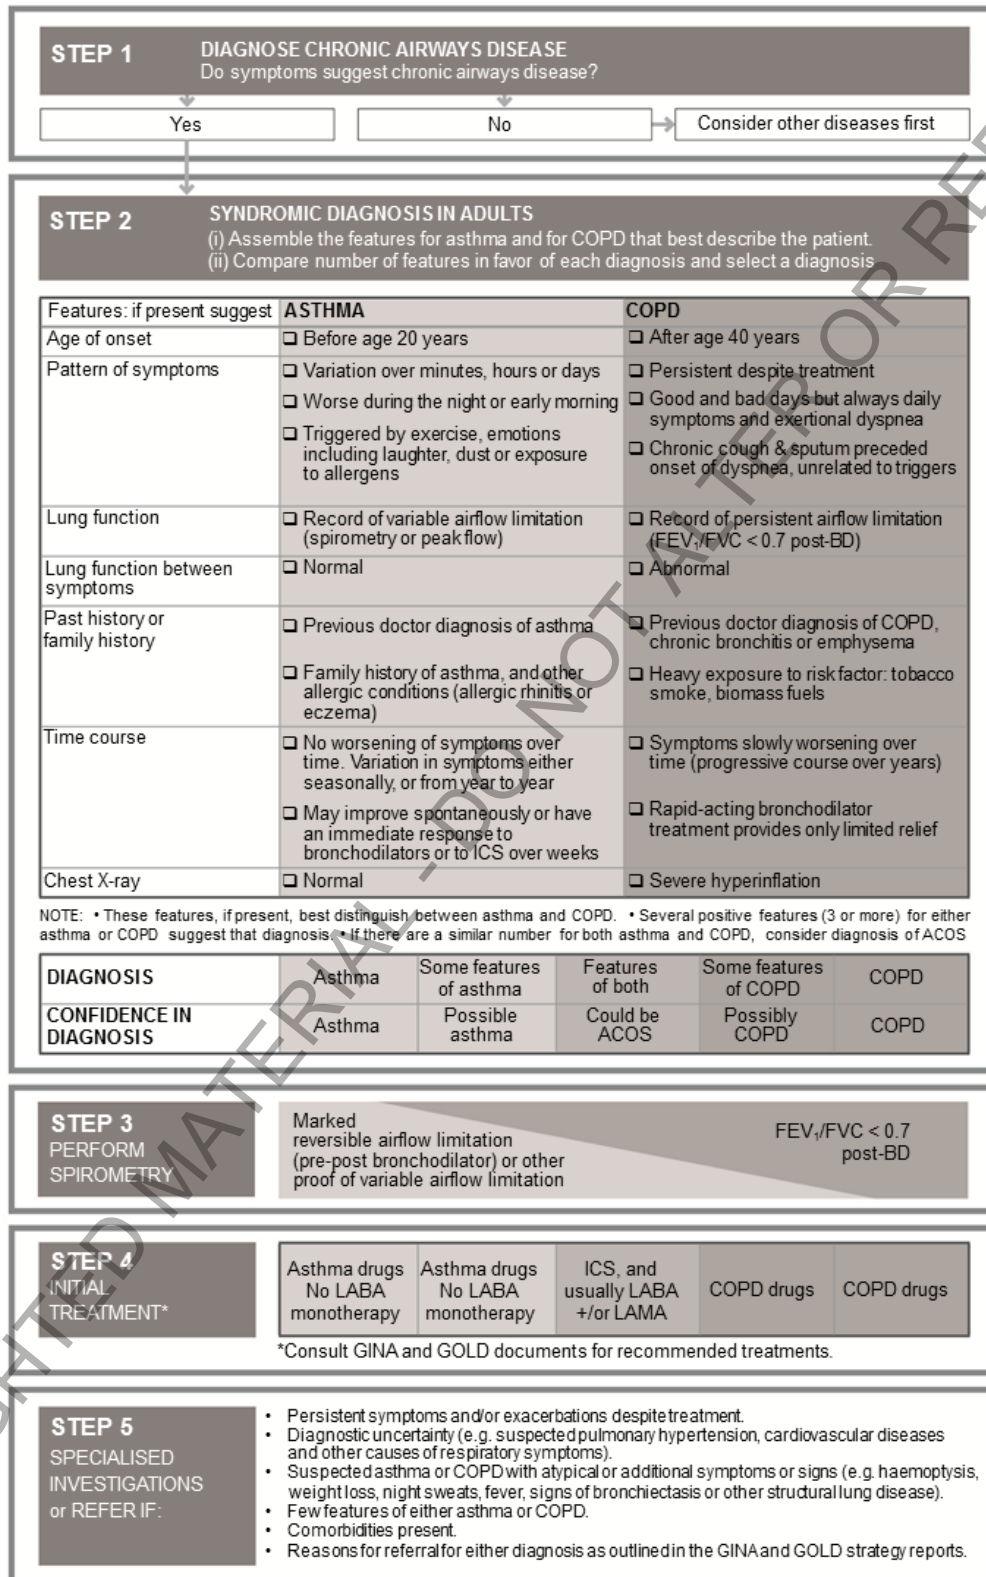 STEP 1
DIAGNOSE CHRONIC AIRWAYS DISEASE
Do symptoms suggest chronic airways disease?
Yes
No
Consider other diseases first
STEP 2
SYNDROMIC DIAGNOSIS IN ADULTS
(i) Assemble the features for asthma and for COPD that best describe the patient.
(ii) Compare number of features in favor of each diagnosis and select a diagnosis
Features: if present suggest
ASTHMA
COPD
Age of onset
❑ Before age 20 years
❑ After age 40 years
Pattern of symptoms
❑ Variation over minutes, hours or days
❑ Worse during the night or early morning
❑ Triggered by exercise, emotions
including laughter, dust or exposure
to allergens
❑ Persistent despite treatment
❑ Good and bad days but always daily
symptoms and exertional dyspnea
❑ Chronic cough & sputum preceded
onset of dyspnea, unrelated to triggers
Lung function
❑ Record of variable airflow limitation
(spirometry or peak flow)
❑ Record of persistent airflow limitation
(FEV₁/FVC < 0.7 post-BD)
Lung function between
symptoms
❑ Normal
❑ Abnormal
Past history or
family history
❑ Previous doctor diagnosis of asthma
❑ Family history of asthma, and other
allergic conditions (allergic rhinitis or
eczema)
❑ Previous doctor diagnosis of COPD,
chronic bronchitis or emphysema
❑ Heavy exposure to risk factor: tobacco
smoke, biomass fuels
Time course
❑ No worsening of symptoms over
time. Variation in symptoms either
seasonally, or from year to year
❑ May improve spontaneously or have
an immediate response to
bronchodilators or to ICS over weeks
❑ Symptoms slowly worsening over
time (progressive course over years)
❑ Rapid-acting bronchodilator
treatment provides only limited relief
Chest X-ray
❑ Normal
❑ Severe hyperinflation
NOTE: • These features, if present, best distinguish between asthma and COPD. • Several positive features (3 or more) for either
asthma or COPD suggest that diagnosis. • If there are a similar number for both asthma and COPD, consider diagnosis of ACOS
DIAGNOSIS
Asthma
Some features
of asthma
Features
of both
Some features
of COPD
COPD
CONFIDENCE IN
DIAGNOSIS
Asthma
Possible
asthma
Could be
ACOS
Possibly
COPD
COPD
STEP 3
PERFORM
SPIROMETRY
Marked
reversible airflow limitation
(pre-post bronchodilator) or other
proof of variable airflow limitation
FEV₁/FVC < 0.7
post-BD
STEP 4
INITIAL
TREATMENT*
Asthma drugs
No LABA
monotherapy
Asthma drugs
No LABA
monotherapy
ICS, and
usually LABA
+/or LAMA
COPD drugs
COPD drugs
*Consult GINA and GOLD documents for recommended treatments.
STEP 5
SPECIALISED
INVESTIGATIONS
or REFER IF:
• Persistent symptoms and/or exacerbations despite treatment.
• Diagnostic uncertainty (e.g. suspected pulmonary hypertension, cardiovascular diseases
and other causes of respiratory symptoms).
• Suspected asthma or COPD with atypical or additional symptoms or signs (e.g. haemoptysis,
weight loss, night sweats, fever, signs of bronchiectasis or other structural lung disease).
• Few features of either asthma or COPD.
• Comorbidities present.
• Reasons for referral for either diagnosis as outlined in the GINA and GOLD strategy reports.
MATERIAL - DO NOT ALTER OR